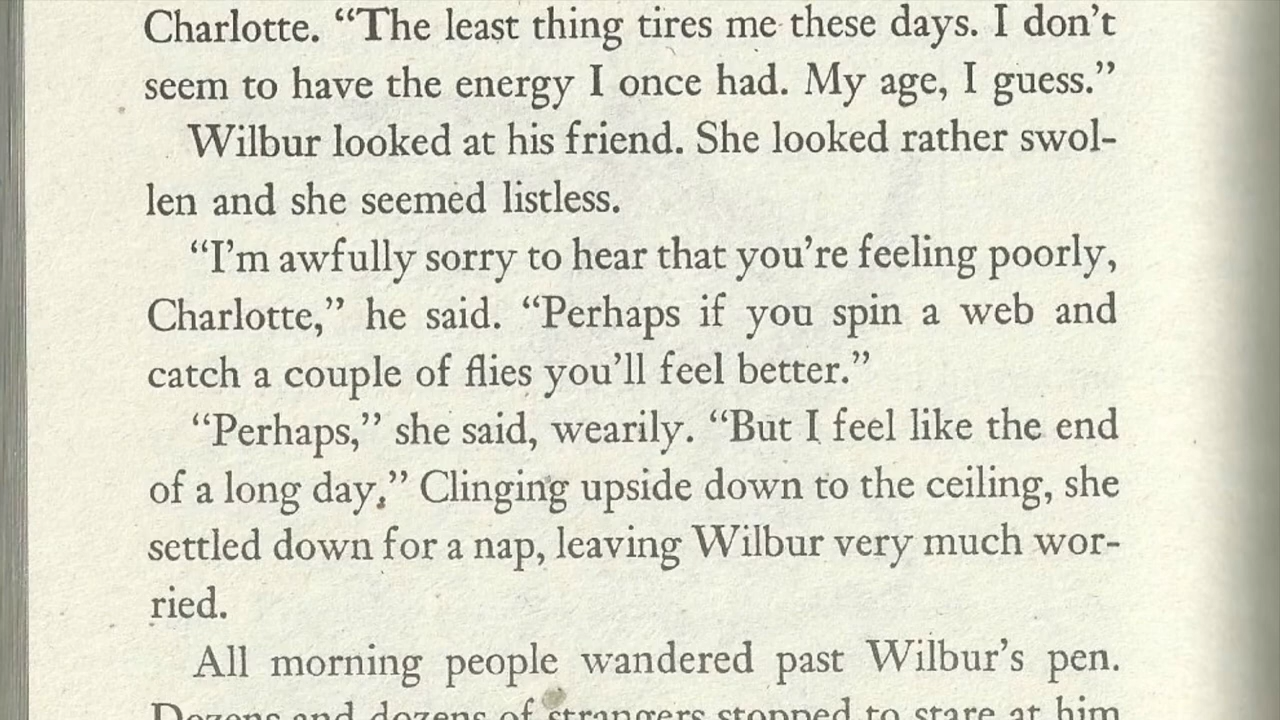 Charlotte. “The least thing tires me these days. I don’t
seem to have the energy I once had. My age, I guess.”
Wilbur looked at his friend. She looked rather swol-
len and she seemed listless.
“I’m awfully sorry to hear that you’re feeling poorly,
Charlotte,” he said. “Perhaps if you spin a web and
catch a couple of flies you’ll feel better.”
“Perhaps,” she said, wearily. “But I feel like the end
of a long day.” Clinging upside down to the ceiling, she
settled down for a nap, leaving Wilbur very much wor-
ried.
All morning people wandered past Wilbur’s pen.
Dozens and dozens of strangers stopped to stare at him